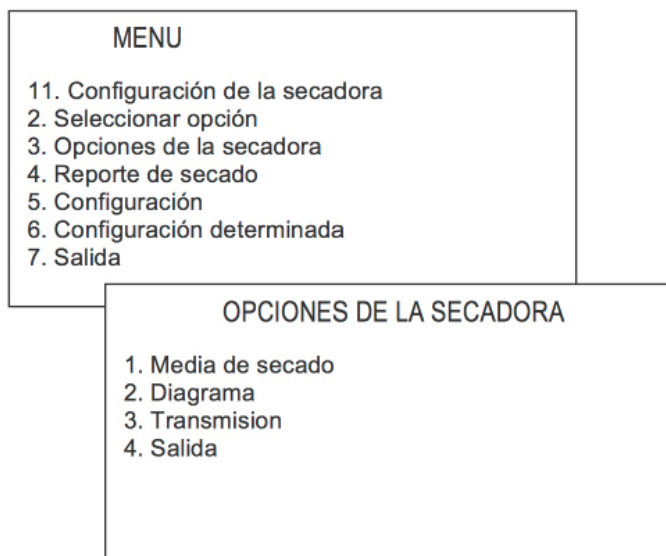 MENU
11. Configuración de la secadora
2. Seleccionar opción
3. Opciones de la secadora
4. Reporte de secado
5. Configuración
6. Configuración determinada
7. Salida
OPCIONES DE LA SECADORA
1. Media de secado
2. Diagrama
3. Transmision
4. Salida